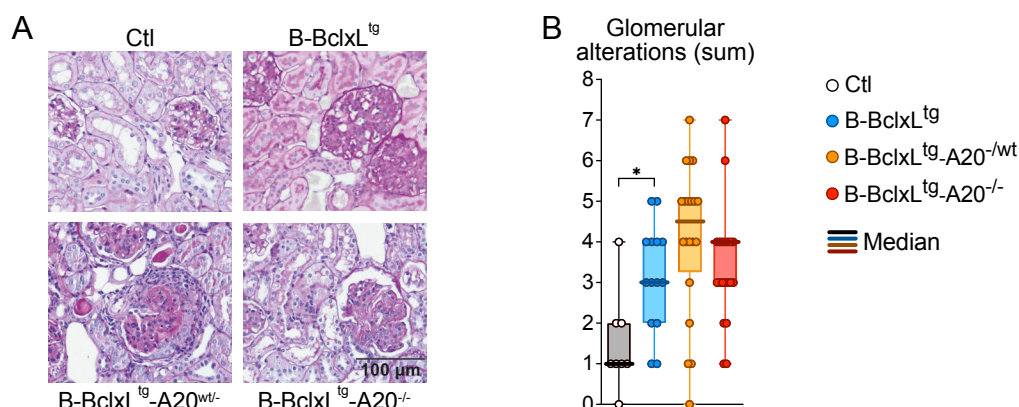 A
Ctl
B-BclxL^tg
B-BclxL^tg-A20^wt/-
B-BclxL^tg-A20^-/-
100 µm
B
Glomerular
alterations (sum)
8
7
6
5
4
3
2
1
0
*
Ctl
B-BclxL^tg
B-BclxL^tg-A20^-/wt
B-BclxL^tg-A20^-/-
Median